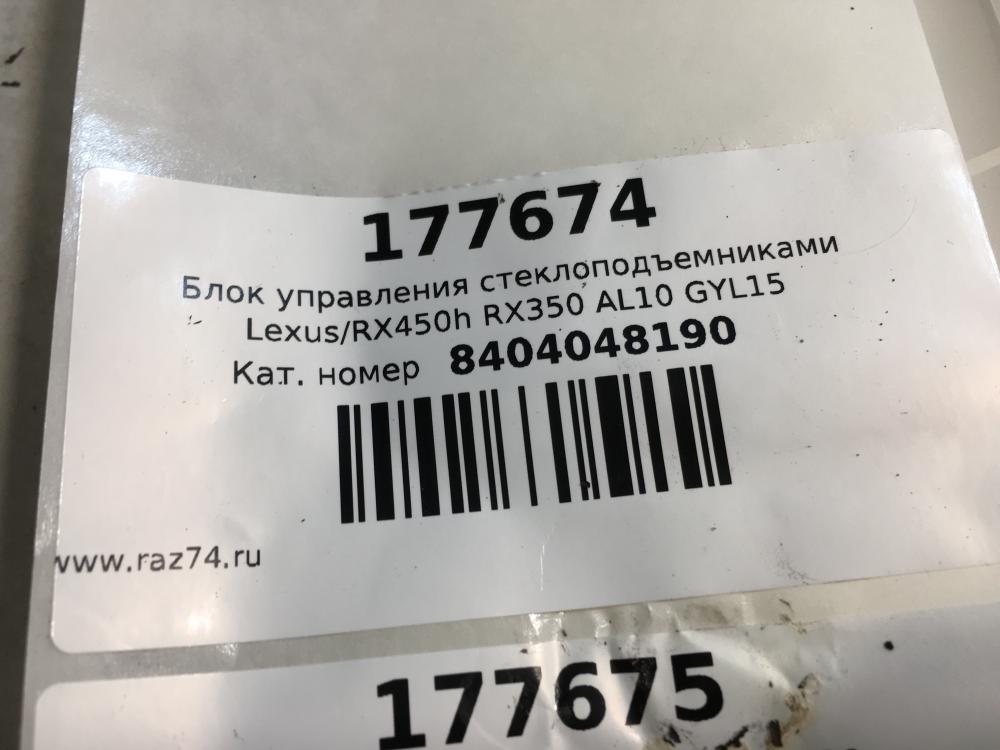 177674
Блок управления стеклоподъемниками
Lexus/RX450h RX350 AL10 GYL15
Кат. номер 8404048190
www.raz74.ru
177675